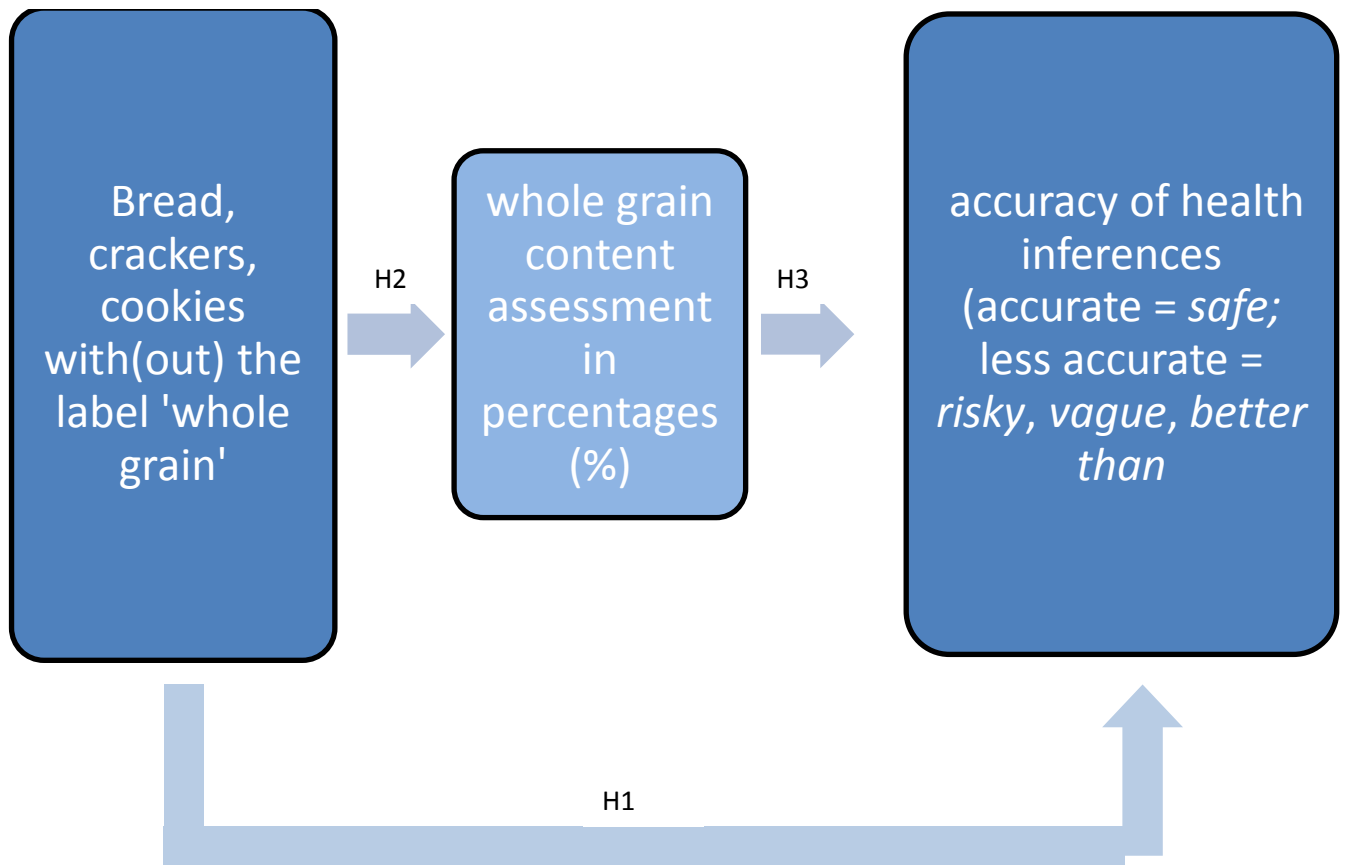 Bread,
crackers,
cookies
with(out) the
label 'whole
grain'
H2
whole grain
content
assessment
in
percentages
(%)
H3
accuracy of health
inferences
(accurate = safe;
less accurate =
risky, vague, better
than
H1